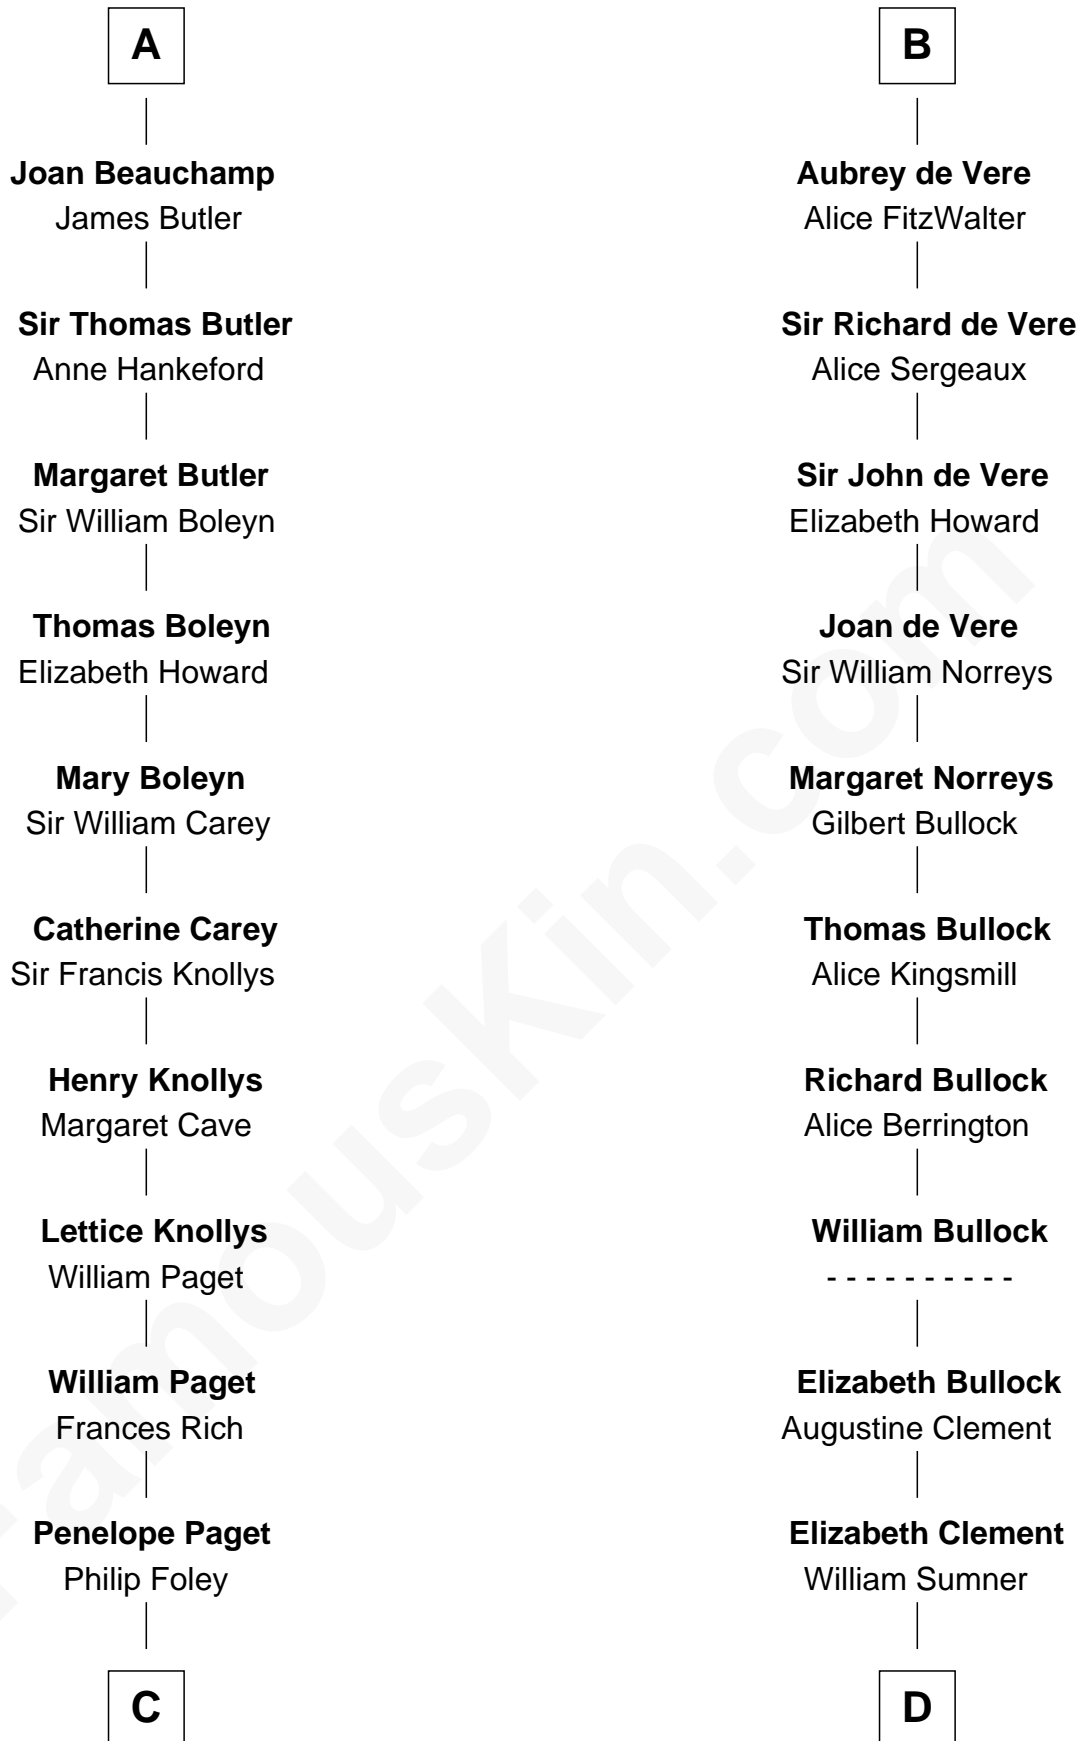 A
Joan Beauchamp
James Butler
Sir Thomas Butler
Anne Hankeford
Margaret Butler
Sir William Boleyn
Thomas Boleyn
Elizabeth Howard
Mary Boleyn
Sir William Carey
Catherine Carey
Sir Francis Knollys
Henry Knollys
Margaret Cave
Lettice Knollys
William Paget
William Paget
Frances Rich
Penelope Paget
Philip Foley
C
B
Aubrey de Vere
Alice FitzWalter
Sir Richard de Vere
Alice Sergeaux
Sir John de Vere
Elizabeth Howard
Joan de Vere
Sir William Norreys
Margaret Norreys
Gilbert Bullock
Thomas Bullock
Alice Kingsmill
Richard Bullock
Alice Berrington
William Bullock
- - - - - - - - - -
Elizabeth Bullock
Augustine Clement
Elizabeth Clement
William Sumner
D
FamousKin.com